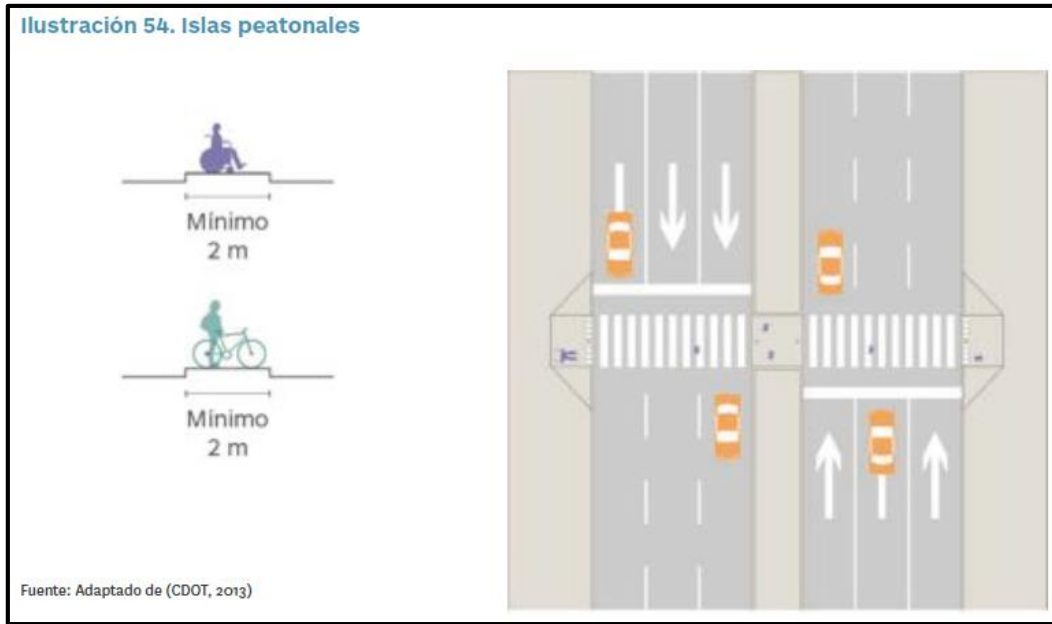 Ilustración 54. Islas peatonales
Mínimo
2 m
Mínimo
2 m
Fuente: Adaptado de (CDOT, 2013)